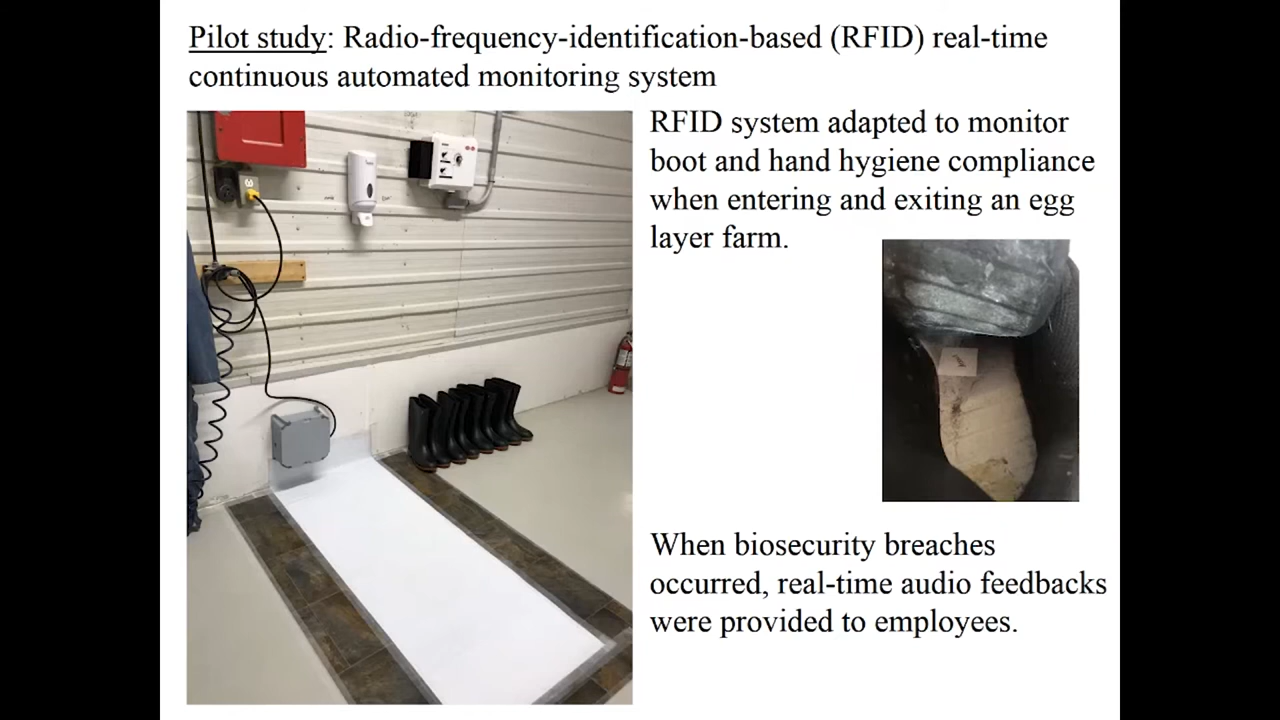 Pilot study: Radio-frequency-identification-based (RFID) real-time
continuous automated monitoring system
RFID system adapted to monitor
boot and hand hygiene compliance
when entering and exiting an egg
layer farm.
When biosecurity breaches
occurred, real-time audio feedbacks
were provided to employees.